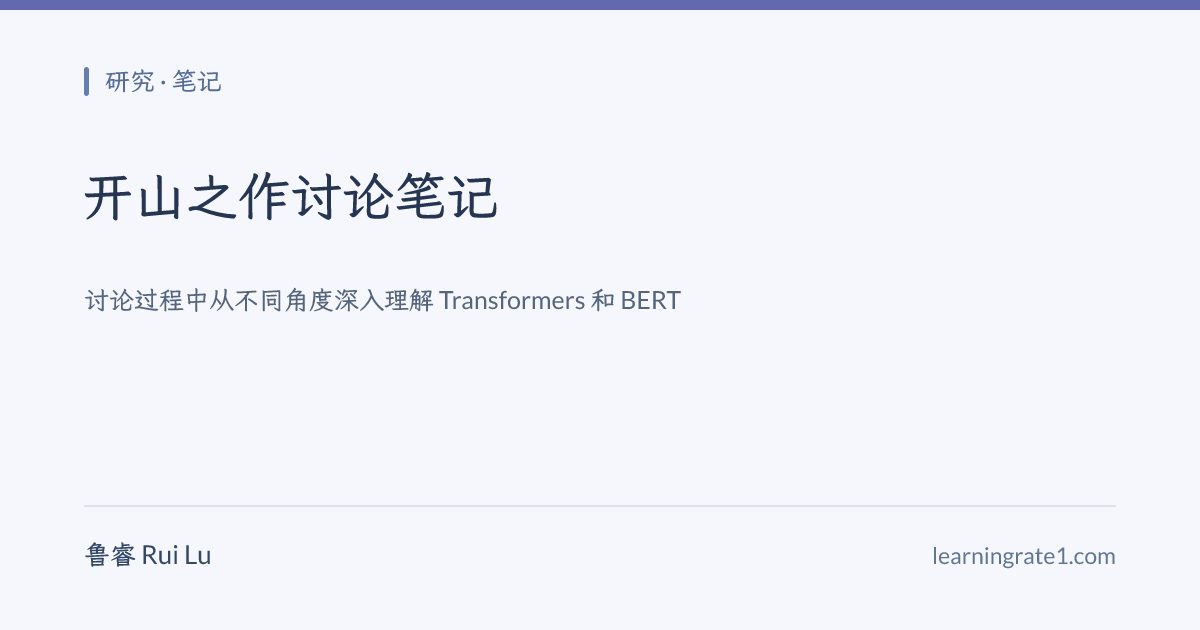 研究 · 笔记
开山之作讨论笔记
讨论过程中从不同角度深入理解 Transformers 和 BERT
鲁睿 Rui Lu
learningrate1.com